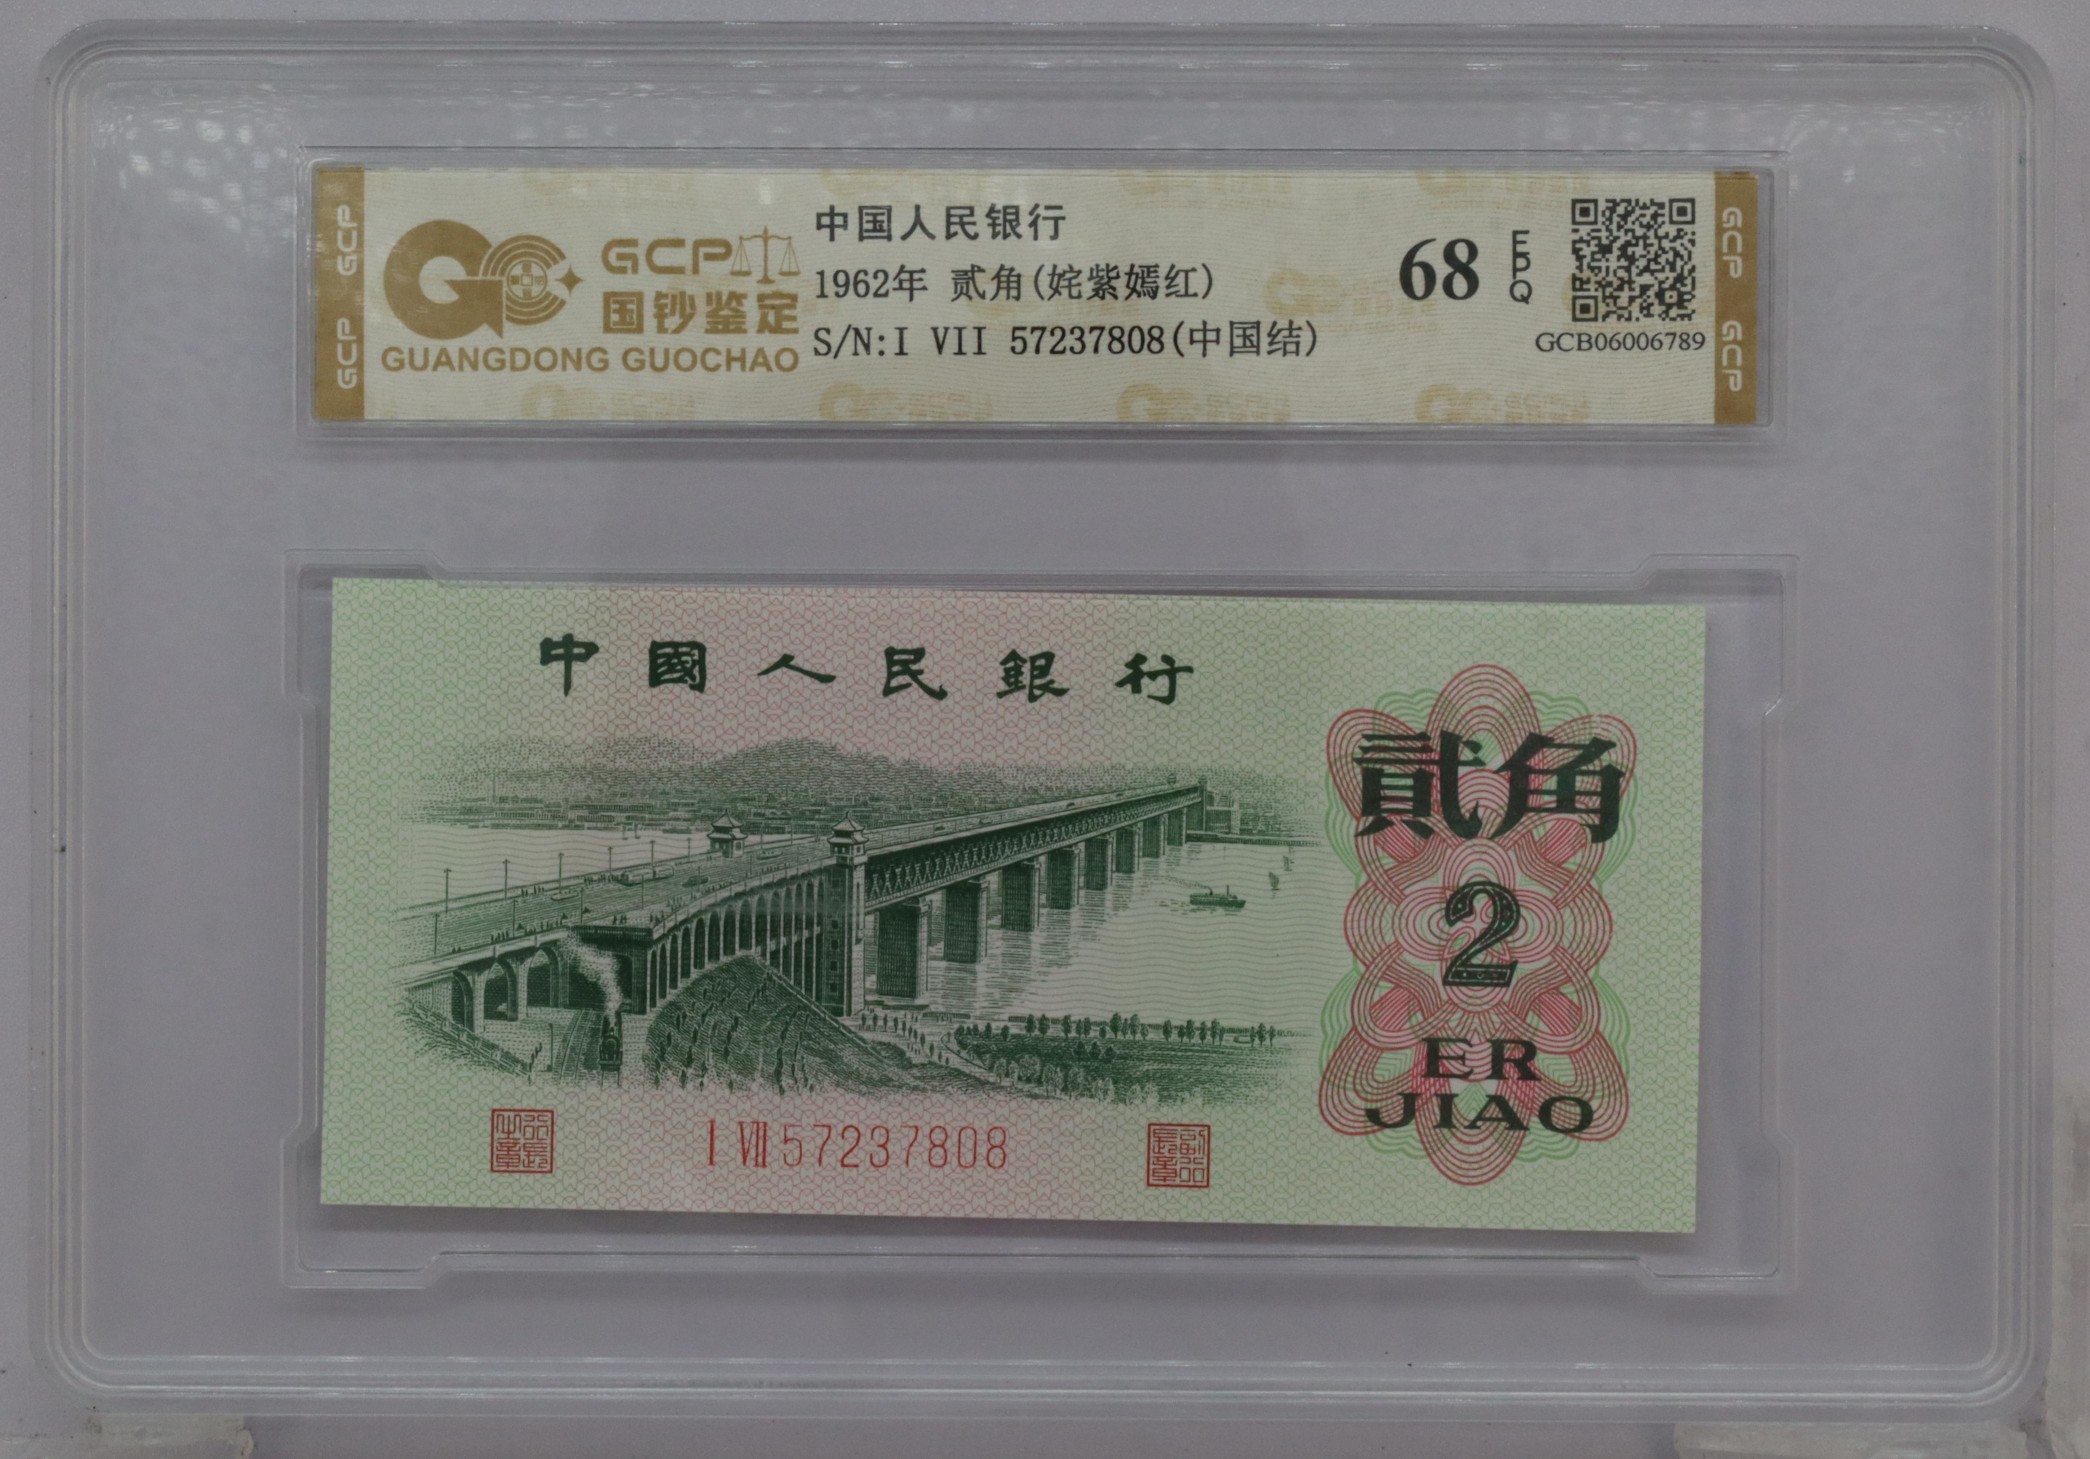 GCP GCP
GCP
国钞鉴定
GUANGDONG GUOCHAO
中国人民银行
1962年 贰角(姹紫嫣红)
S/N:I VII 57237808(中国结)
68
EPQ
GCB06006789
GCP GCP
中國人民銀行
貳角
2
ER
JIAO
I VII 57237808